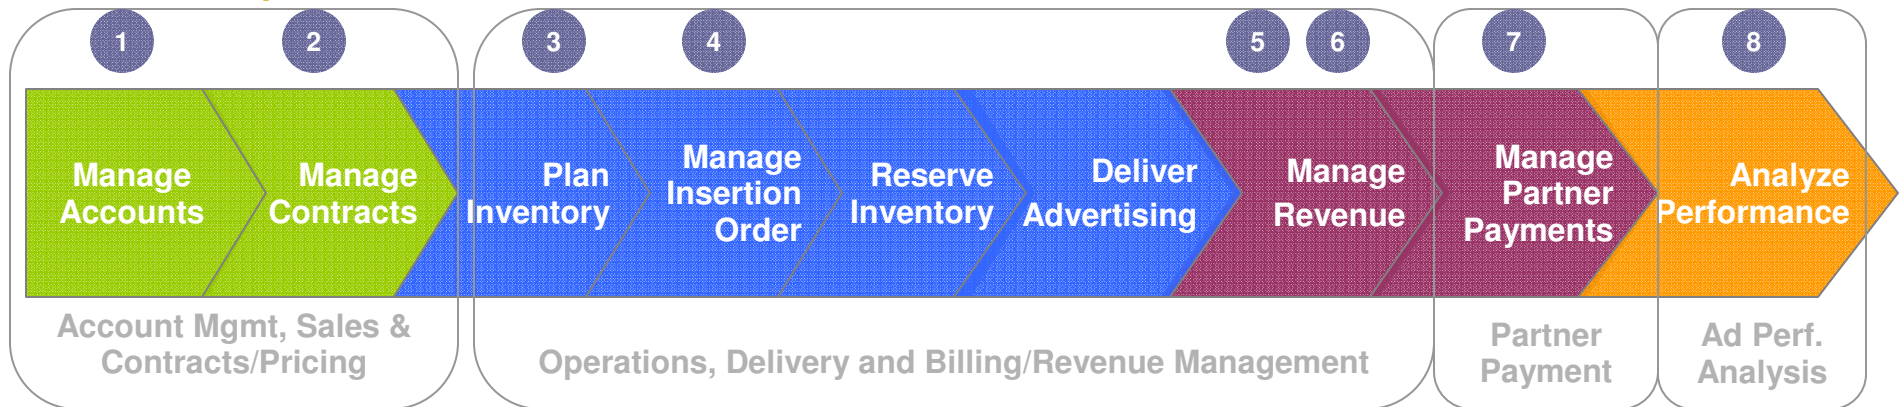 1
2
3
4
5
6
7
8
Manage
Accounts
Manage
Contracts
Plan
Inventory
Manage
Insertion
Order
Reserve
Inventory
Deliver
Advertising
Manage
Revenue
Manage
Partner
Payments
Analyze
Performance
Account Mgmt, Sales &
Contracts/Pricing
Operations, Delivery and Billing/Revenue Management
Partner
Payment
Ad Perf.
Analysis